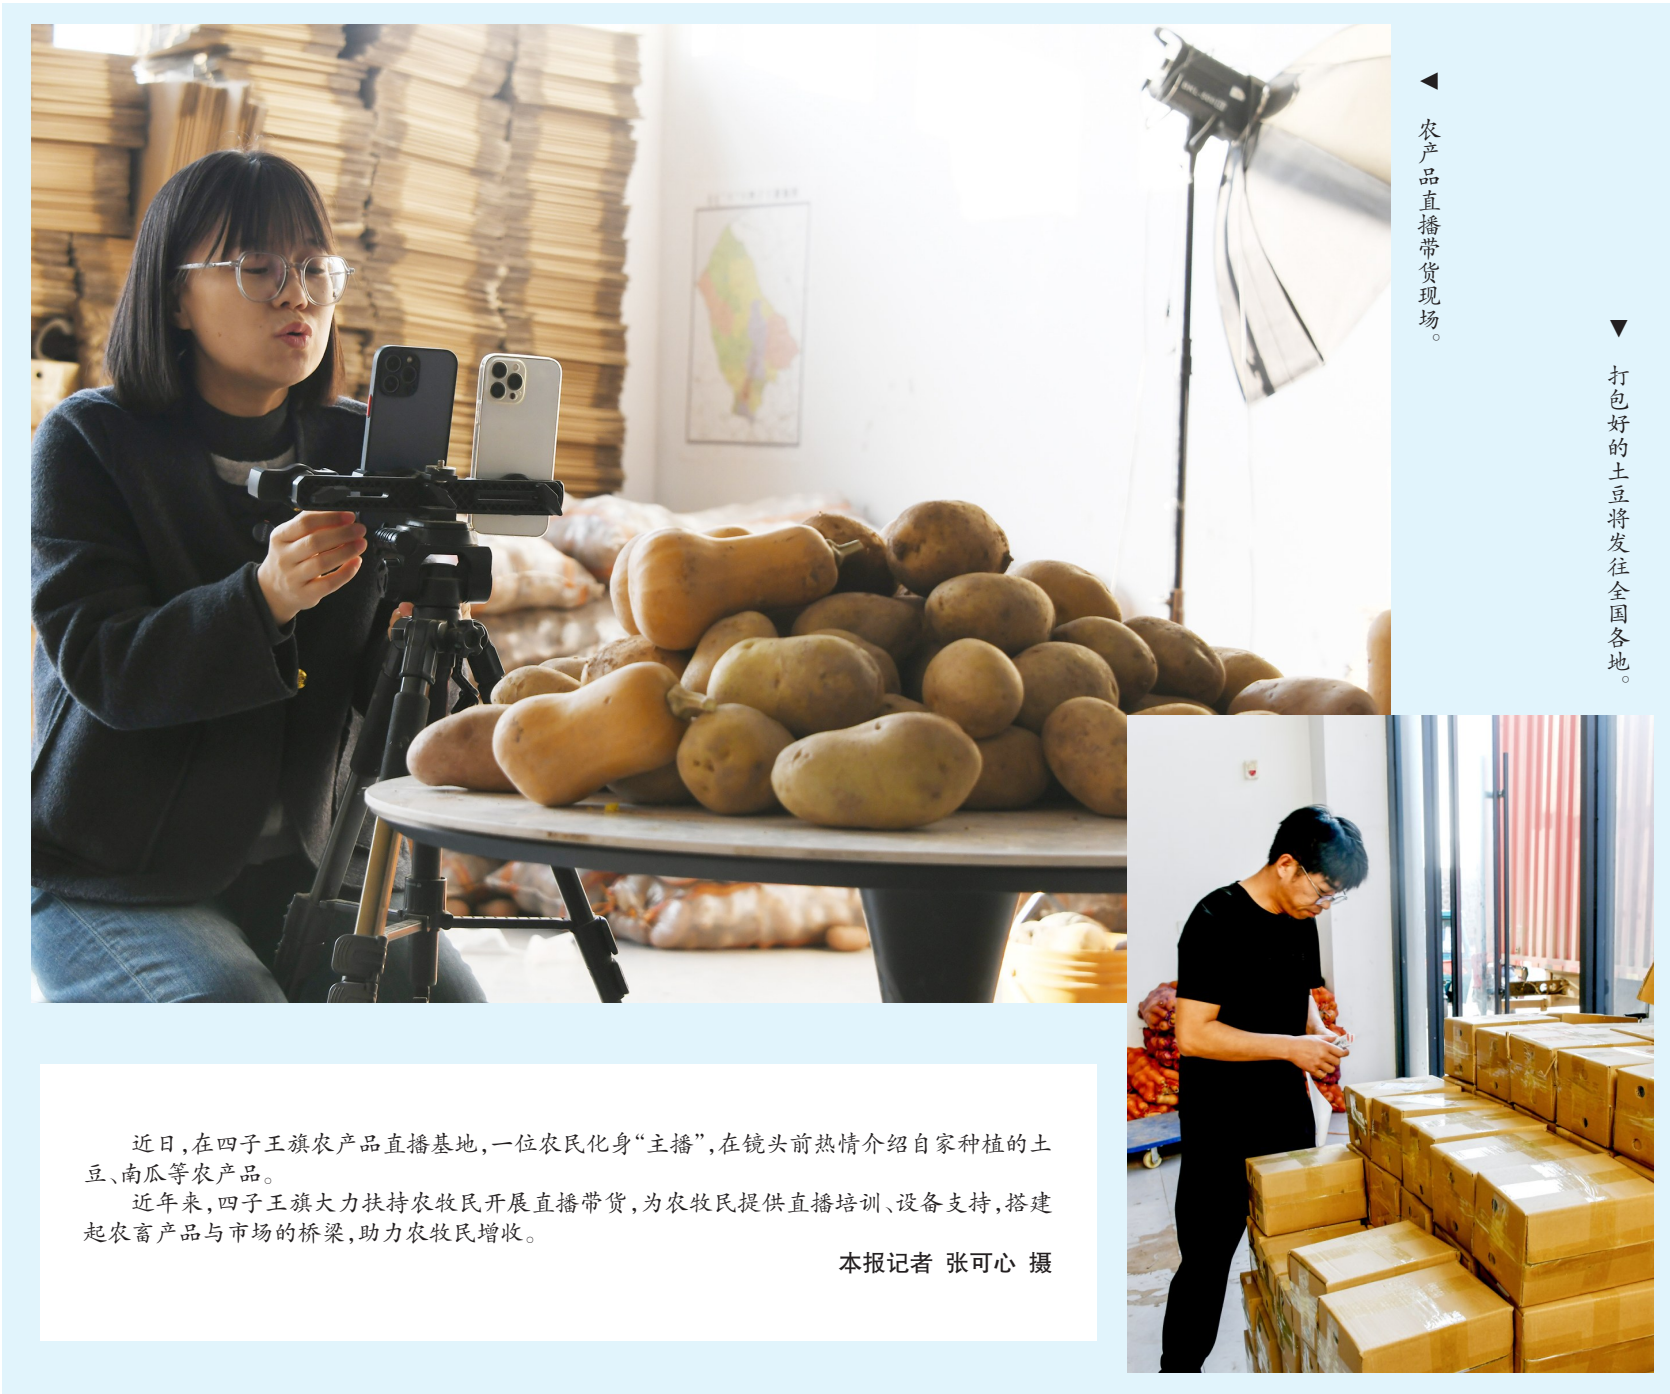 农产品直播带货现场。
打包好的土豆将发往全国各地。
近日，在四子王旗农产品直播基地，一位农民化身“主播”，在镜头前热情介绍自家种植的土
豆、南瓜等农产品。
近年来，四子王旗大力扶持农牧民开展直播带货，为农牧民提供直播培训、设备支持，搭建
起农畜产品与市场的桥梁，助力农牧民增收。
本报记者 张可心 摄